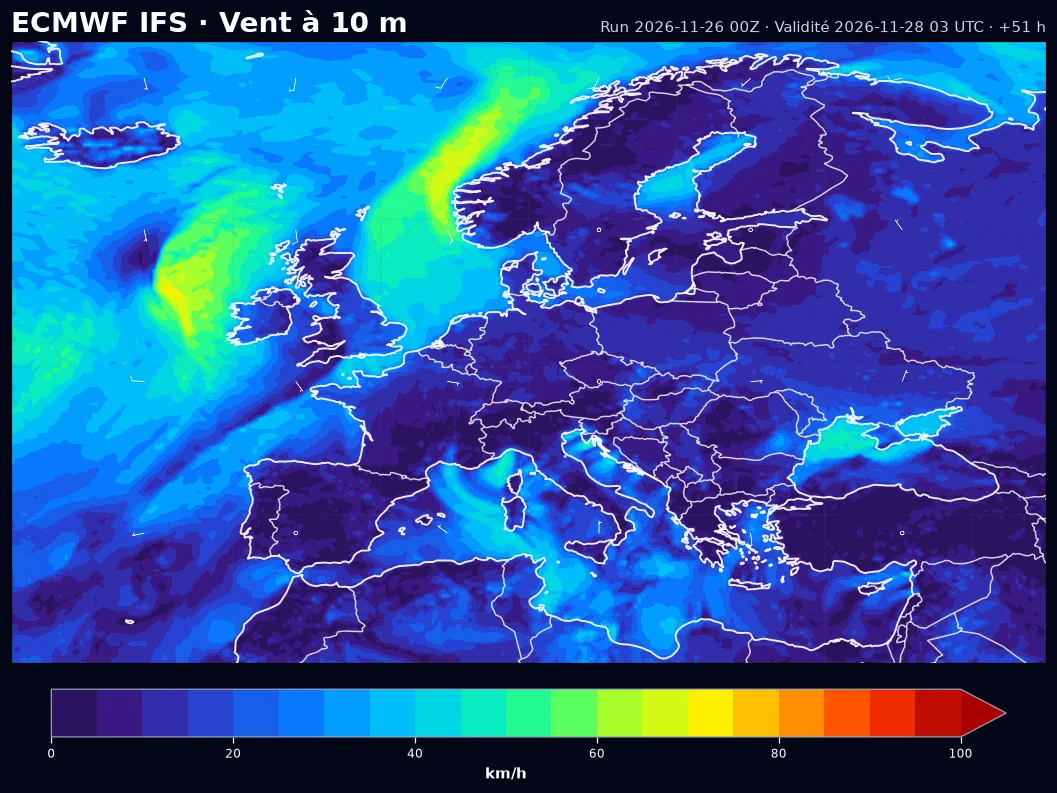 ECMWF IFS · Vent à 10 m
Run 2026-11-26 00Z · Validité 2026-11-28 03 UTC · +51 h
0 20 40 60 80 100
km/h